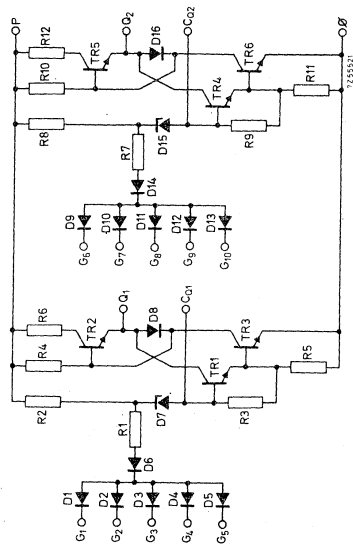 P
Ø
R12
TR5
Q2
D16
CQ2
TR6
R10
TR4
R8
D15
R9
R11
R7
D14
D9
D10
D11
D12
D13
G6
G7
G8
G9
G10
R6
TR2
Q1
D8
CQ1
TR3
R4
TR1
R2
D7
R3
R5
R1
D6
D1
D2
D3
D4
D5
G1
G2
G3
G4
G5
7Z55521